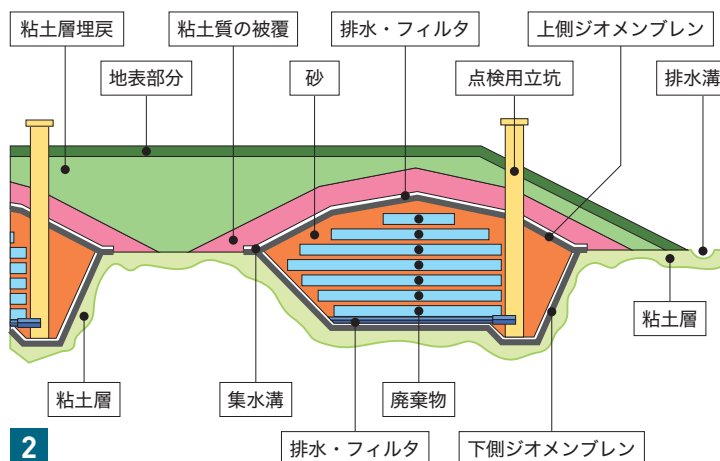 粘土層埋戻
粘土質の被覆
排水・フィルタ
上側ジオメンブレン
地表部分
砂
点検用立坑
排水溝
粘土層
粘土層
集水溝
廃棄物
排水・フィルタ
下側ジオメンブレン
2